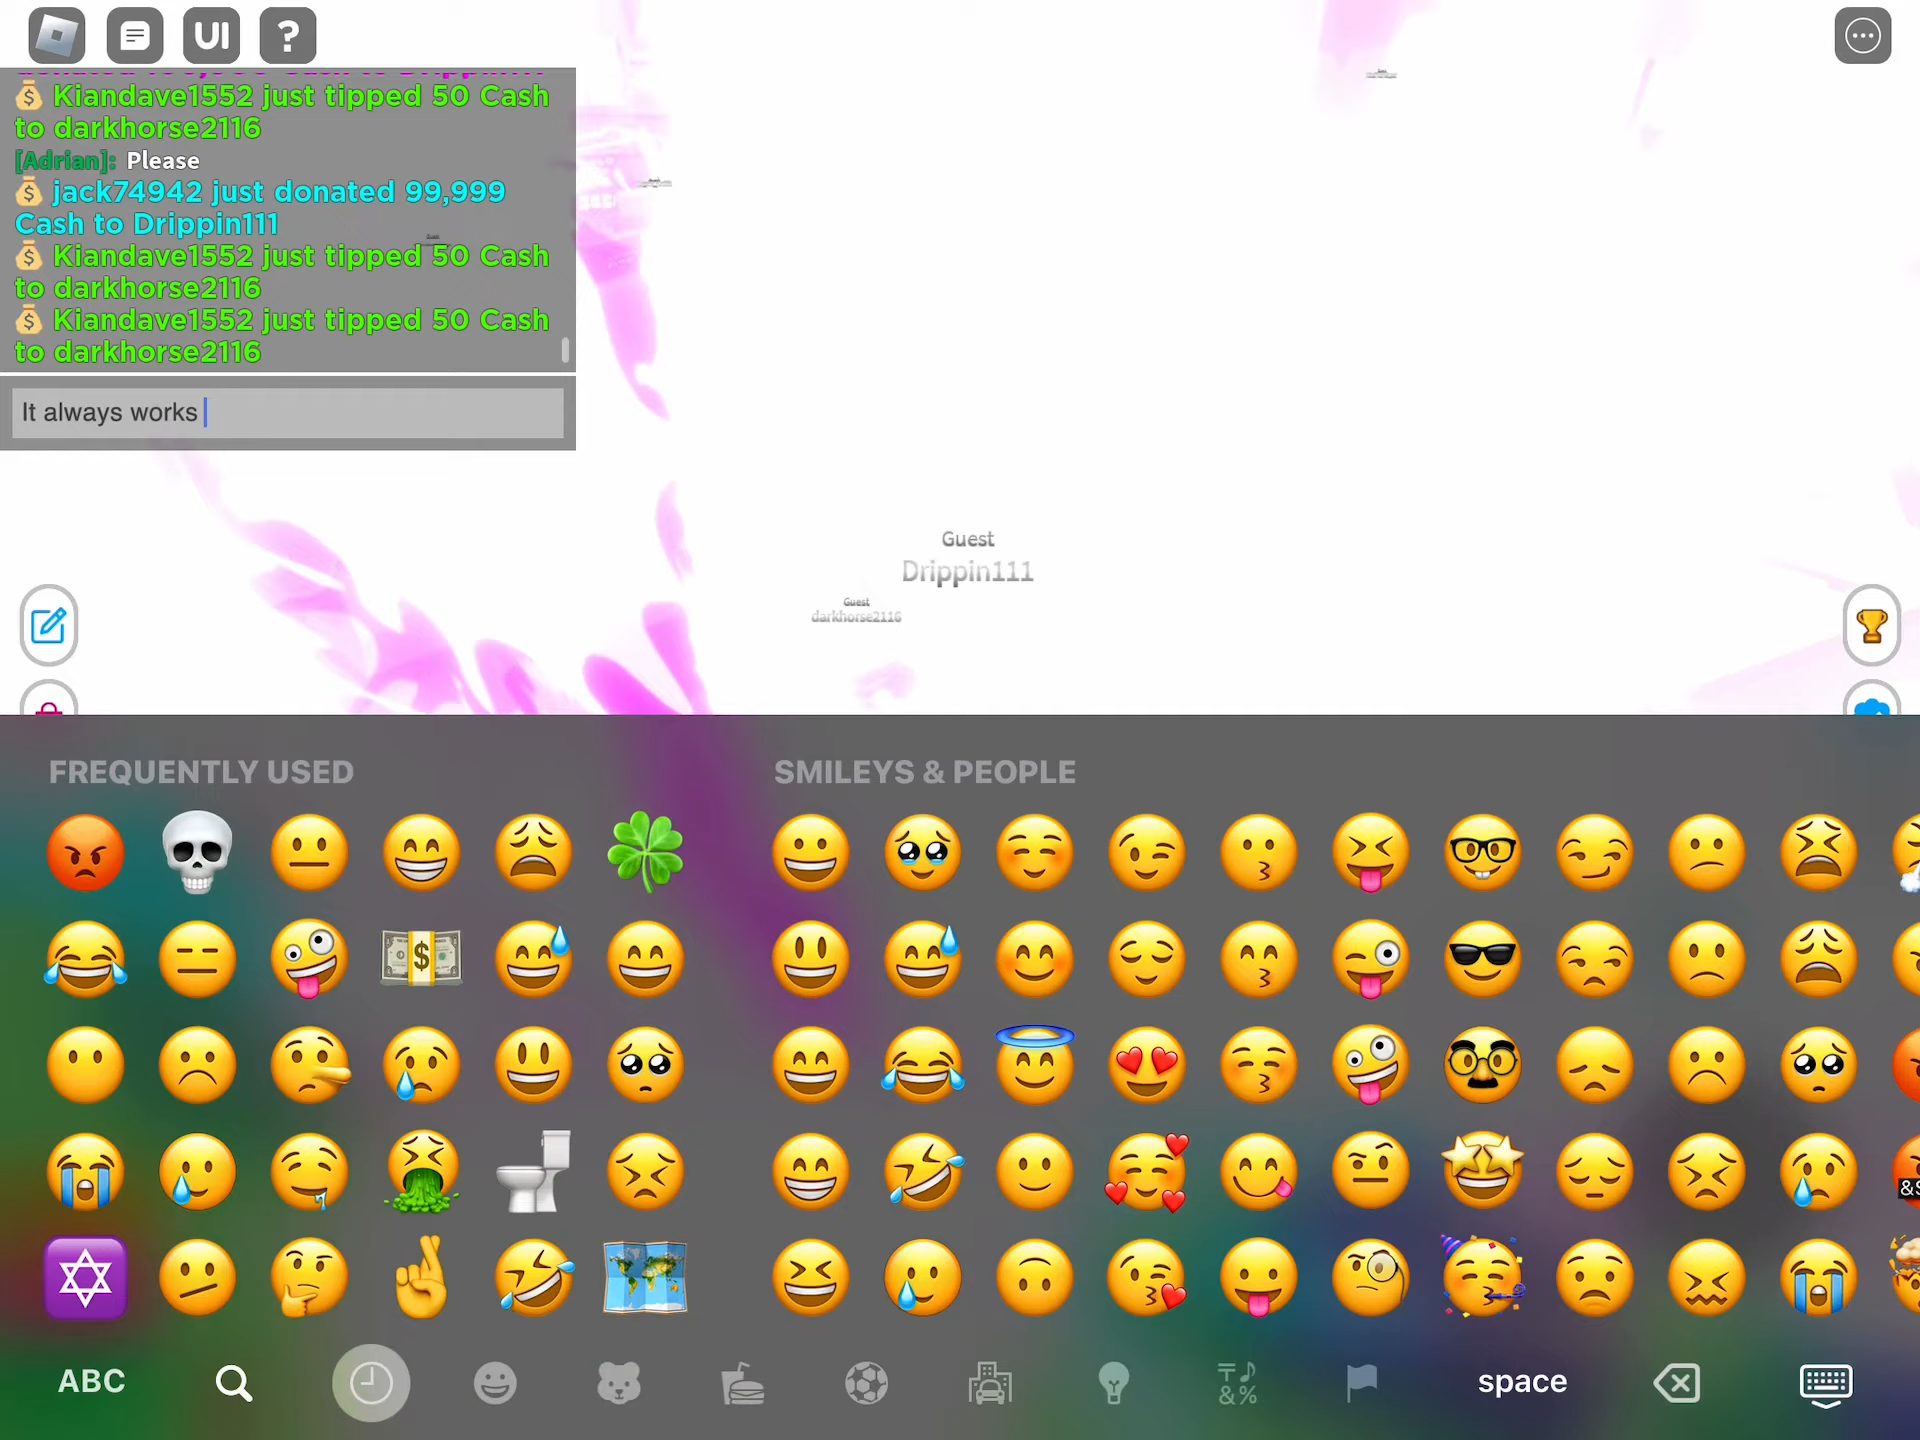 UI
?
Kiandave1552 just tipped 50 Cash
to darkhorse2116
[Adrian]: Please
jack74942 just donated 99,999
Cash to Drippin111
Kiandave1552 just tipped 50 Cash
to darkhorse2116
Kiandave1552 just tipped 50 Cash
to darkhorse2116
It always works
Guest
Drippin111
Guest
darkhorse2116
FREQUENTLY USED
SMILEYS & PEOPLE
ABC
space